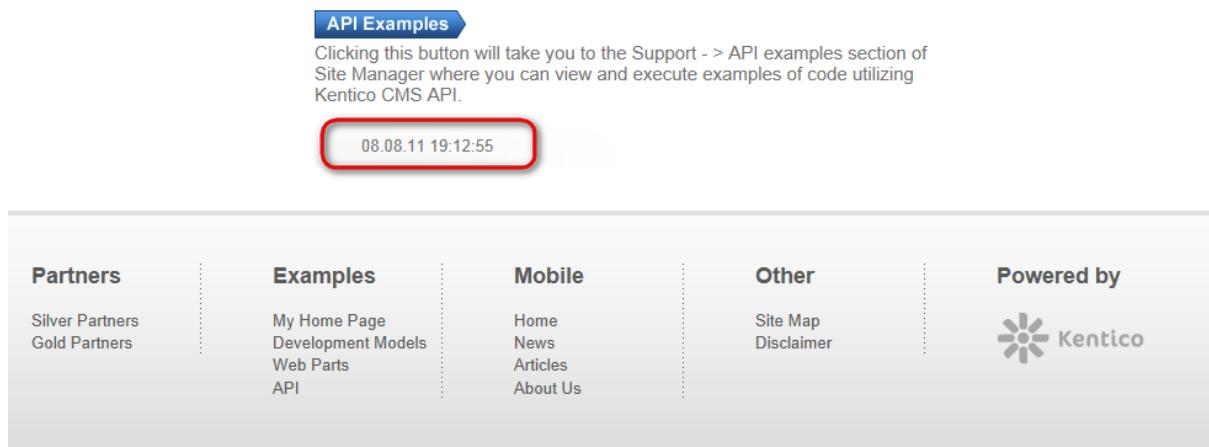 API Examples
Clicking this button will take you to the Support - > API examples section of
Site Manager where you can view and execute examples of code utilizing
Kentico CMS API.
08.08.11 19:12:55
Partners
Silver Partners
Gold Partners
Examples
My Home Page
Development Models
Web Parts
API
Mobile
Home
News
Articles
About Us
Other
Site Map
Disclaimer
Powered by
Kentico